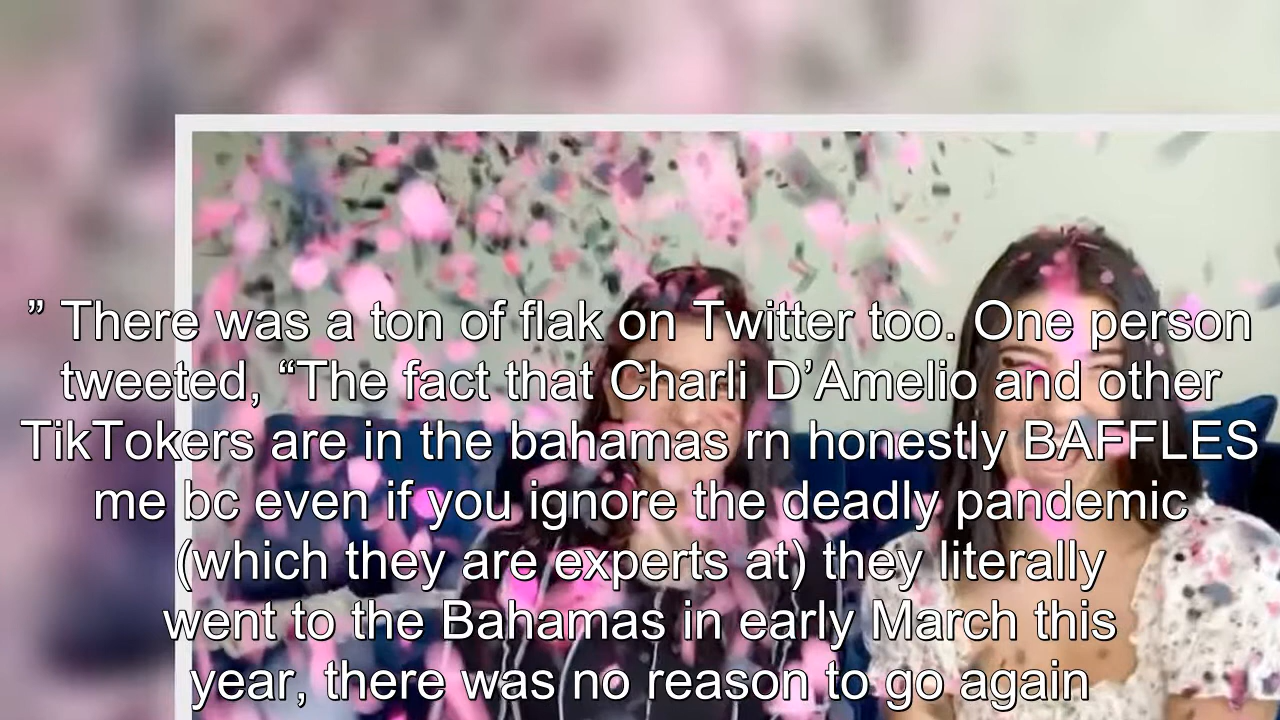 ” There was a ton of flak on Twitter too. One person
tweeted, “The fact that Charli D’Amelio and other
TikTokers are in the bahamas rn honestly BAFFLES
me bc even if you ignore the deadly pandemic
(which they are experts at) they literally
went to the Bahamas in early March this
year, there was no reason to go again